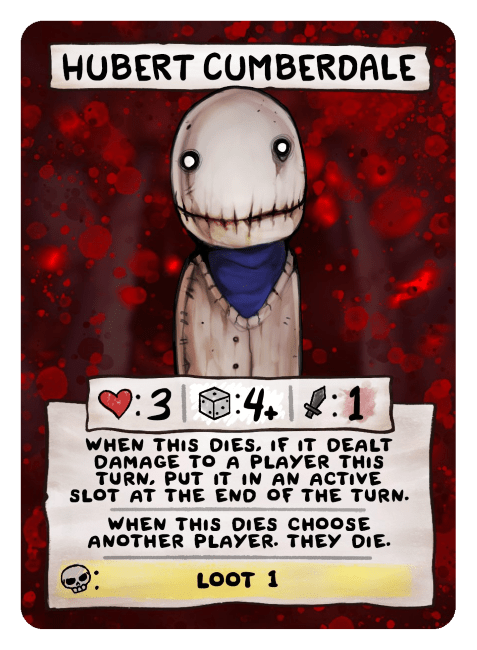 HUBERT CUMBERDALE
:3 :4+ :1
WHEN THIS DIES, IF IT DEALT
DAMAGE TO A PLAYER THIS
TURN, PUT IT IN AN ACTIVE
SLOT AT THE END OF THE TURN.
WHEN THIS DIES CHOOSE
ANOTHER PLAYER. THEY DIE.
: LOOT 1